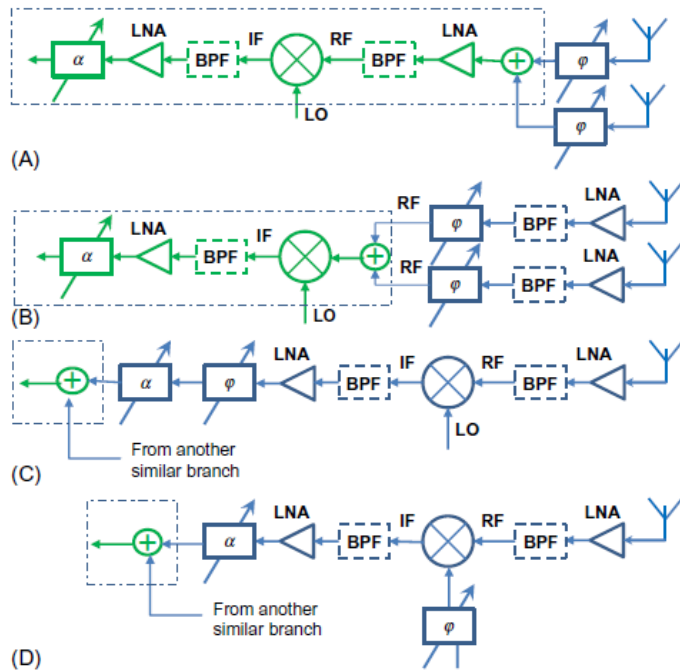 LNA IF RF LNA
α BPF BPF φ
LO φ
(A)
RF LNA
LNA IF φ BPF
α BPF RF LNA
φ BPF
(B) LO
LNA IF RF LNA
α φ BPF BPF
LO
From another
similar branch
(C)
LNA IF RF LNA
α BPF BPF
From another
similar branch
φ
(D)